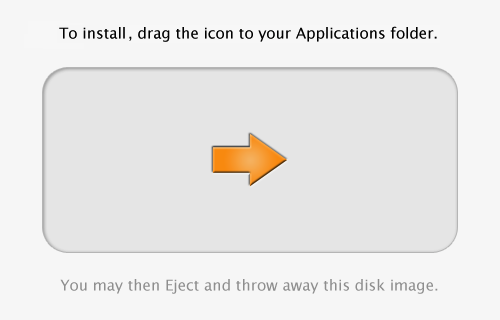 To install, drag the icon to your Applications folder.
You may then Eject and throw away this disk image.